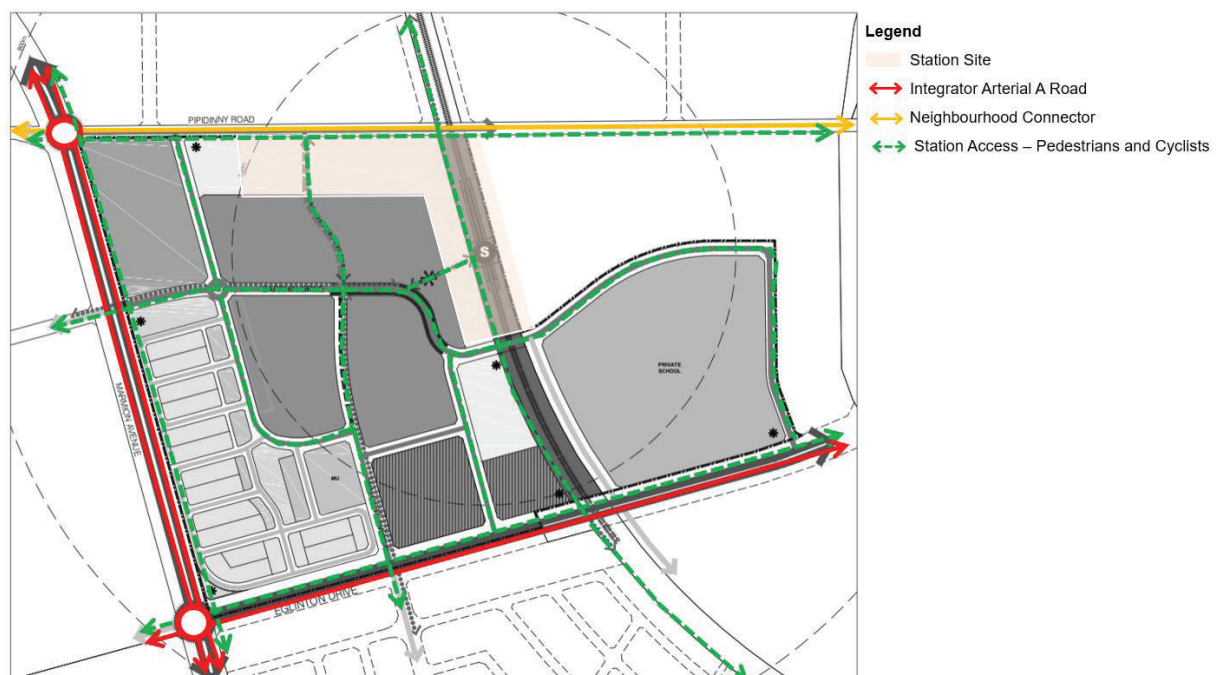 800m
PIPIDINNY ROAD
S
MARMION AVENUE
PRIVATE
SCHOOL
MU
EGLINTON DRIVE
Legend
Station Site
Integrator Arterial A Road
Neighbourhood Connector
Station Access – Pedestrians and Cyclists